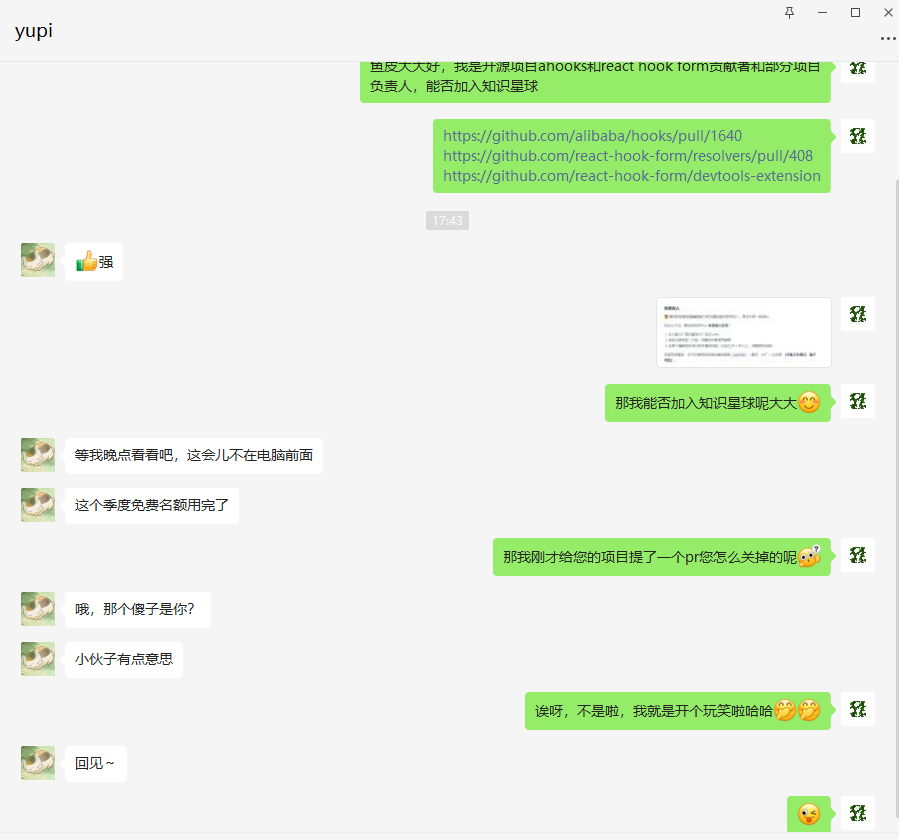 yupi
鱼皮大大好，我是开源项目ahooks和react hook form贡献者和部分项目
负责人，能否加入知识星球
https://github.com/alibaba/hooks/pull/1640
https://github.com/react-hook-form/resolvers/pull/408
https://github.com/react-hook-form/devtools-extension
17:43
👍强
那我能否加入知识星球呢大大😊
等我晚点看看吧，这会儿不在电脑前面
这个季度免费名额用完了
那我刚才给您的项目提了一个pr您怎么关掉的呢
哦，那个傻子是你？
小伙子有点意思
诶呀，不是啦，我就是开个玩笑啦哈哈🤭🤭
回见～
😜